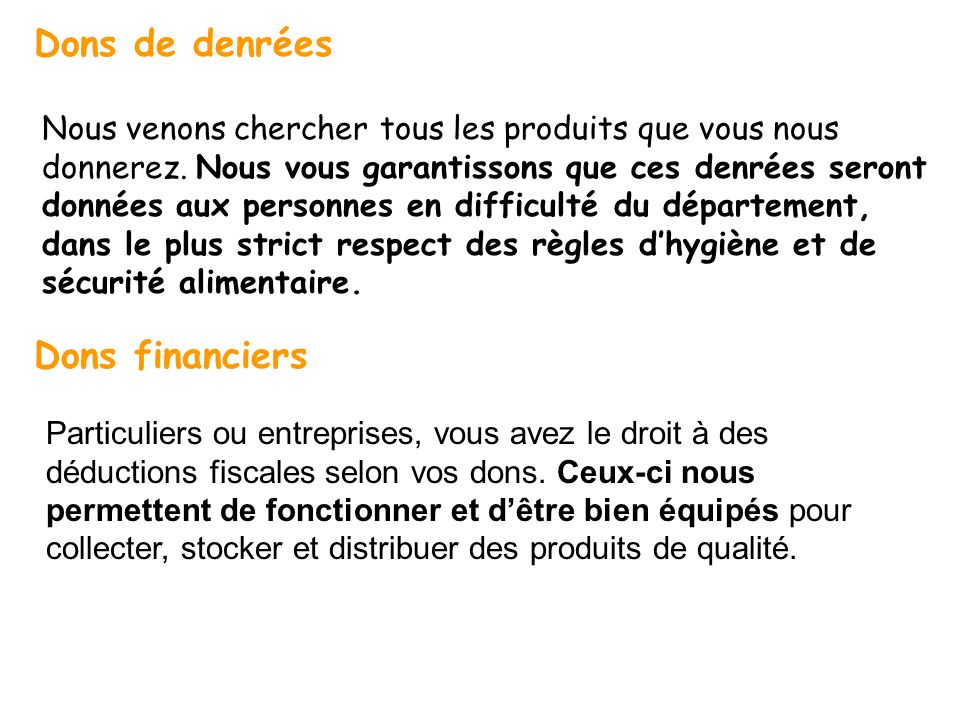 Dons de denrées
Nous venons chercher tous les produits que vous nous
donnerez. Nous vous garantissons que ces denrées seront
données aux personnes en difficulté du département,
dans le plus strict respect des règles d’hygiène et de
sécurité alimentaire.
Dons financiers
Particuliers ou entreprises, vous avez le droit à des
déductions fiscales selon vos dons. Ceux-ci nous
permettent de fonctionner et d’être bien équipés pour
collecter, stocker et distribuer des produits de qualité.